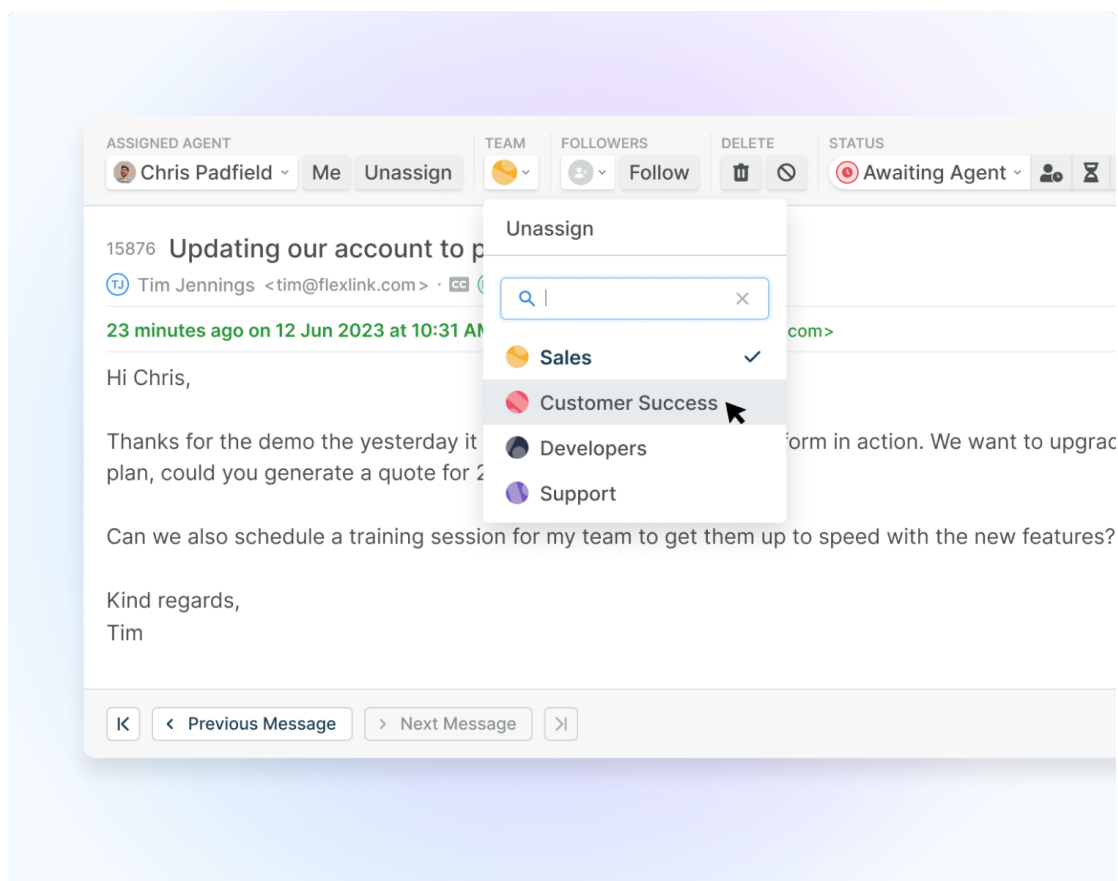 ASSIGNED AGENT TEAM FOLLOWERS DELETE STATUS
Chris Padfield Me Unassign Follow Awaiting Agent
Unassign
15876 Updating our account to
TJ Tim Jennings <tim@flexlink.com> · CC
23 minutes ago on 12 Jun 2023 at 10:31 com>
Sales
Hi Chris,
Customer Success
Thanks for the demo the yesterday it in action. We want to
Developers
plan, could you generate a quote for
Support
Can we also schedule a training session for my team to get them up to speed with the new features?
Kind regards,
Tim
Previous Message Next Message